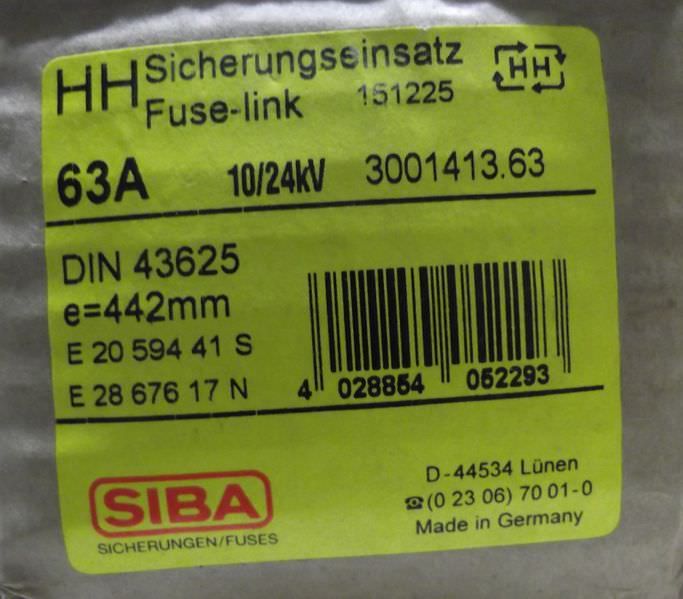 HH Sicherungseinsatz
Fuse-link 151225
HH
63A 10/24kV 3001413.63
DIN 43625
e=442mm
E 20 594 41 S
E 28 676 17 N
4 028854 052293
SIBA
SICHERUNGEN/FUSES
D-44534 Lünen
☎(0 23 06) 70 01-0
Made in Germany